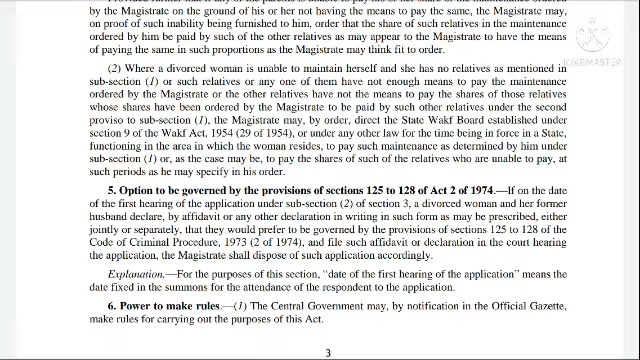 by the Magistrate on the ground of his or her not having the means to pay the same, the Magistrate may,
on proof of such inability being furnished to him, order that the share of such relatives in the maintenance
ordered by him be paid by such of the other relatives as may appear to the Magistrate to have the means
of paying the same in such proportions as the Magistrate may think fit to order.
(2) Where a divorced woman is unable to maintain herself and she has no relatives as mentioned in
sub-section (1) or such relatives or any one of them have not enough means to pay the maintenance
ordered by the Magistrate or the other relatives have not the means to pay the shares of those relatives
whose shares have been ordered by the Magistrate to be paid by such other relatives under the second
proviso to sub-section (1), the Magistrate may, by order, direct the State Wakf Board established under
section 9 of the Wakf Act, 1954 (29 of 1954), or under any other law for the time being in force in a State,
functioning in the area in which the woman resides, to pay such maintenance as determined by him under
sub-section (1) or, as the case may be, to pay the shares of such of the relatives who are unable to pay, at
such periods as he may specify in his order.
5. Option to be governed by the provisions of sections 125 to 128 of Act 2 of 1974.—If on the date
of the first hearing of the application under sub-section (2) of section 3, a divorced woman and her former
husband declare, by affidavit or any other declaration in writing in such form as may be prescribed, either
jointly or separately, that they would prefer to be governed by the provisions of sections 125 to 128 of the
Code of Criminal Procedure, 1973 (2 of 1974), and file such affidavit or declaration in the court hearing
the application, the Magistrate shall dispose of such application accordingly.
Explanation.—For the purposes of this section, “date of the first hearing of the application” means the
date fixed in the summons for the attendance of the respondent to the application.
6. Power to make rules.—(1) The Central Government may, by notification in the Official Gazette,
make rules for carrying out the purposes of this Act.
3
KINEMASTER